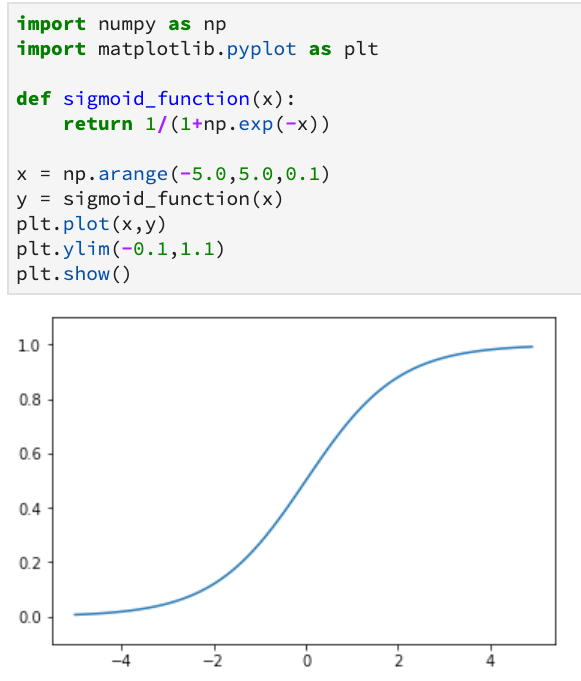 import numpy as np
import matplotlib.pyplot as plt

def sigmoid_function(x):
    return 1/(1+np.exp(-x))

x = np.arange(-5.0,5.0,0.1)
y = sigmoid_function(x)
plt.plot(x,y)
plt.ylim(-0.1,1.1)
plt.show()
1.0
0.8
0.6
0.4
0.2
0.0
−4 −2 0 2 4